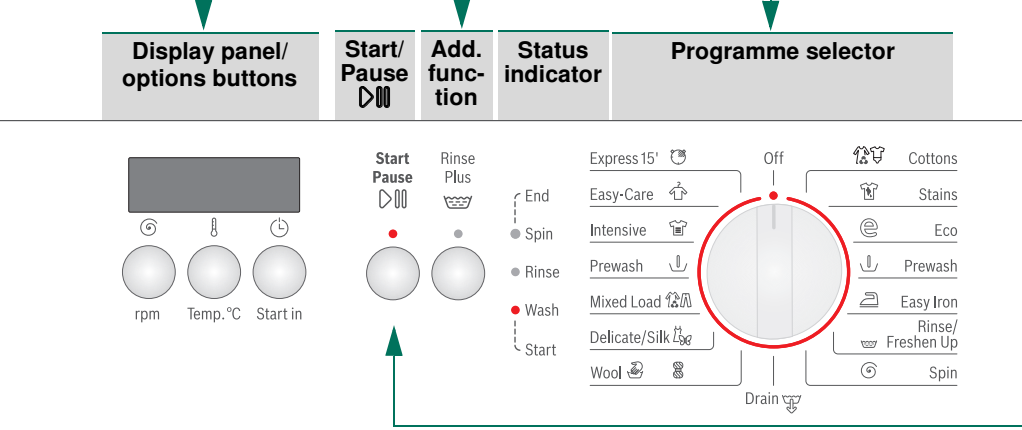 Display panel/
options buttons
Start/
Pause
Add.
func-
tion
Status
indicator
Programme selector
Start
Pause
Rinse
Plus
rpm
Temp. °C
Start in
End
Spin
Rinse
Wash
Start
Express 15'
Easy-Care
Intensive
Prewash
Mixed Load
Delicate/Silk
Wool
Off
Drain
Cottons
Stains
Eco
Prewash
Easy Iron
Rinse/
Freshen Up
Spin